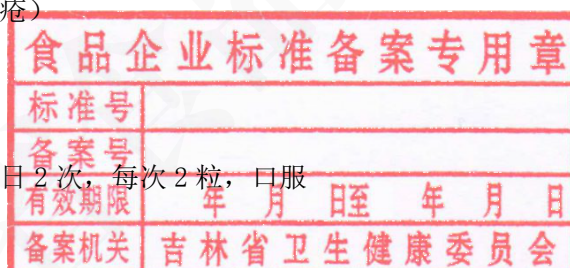 疮）
食品企业标准备案专用章
标准号
备案号
日2次，每次2粒，口服
有效期限 年 月 日至 年 月 日
备案机关 吉林省卫生健康委员会